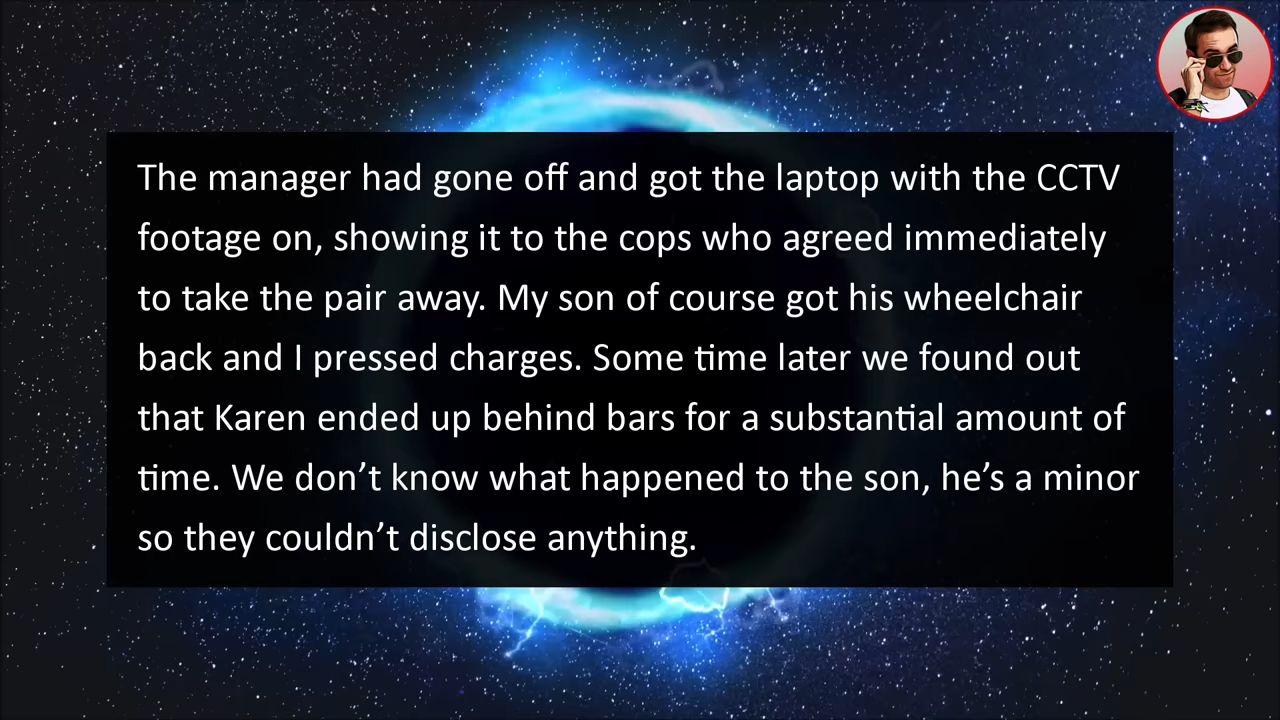 The manager had gone off and got the laptop with the CCTV
footage on, showing it to the cops who agreed immediately
to take the pair away. My son of course got his wheelchair
back and I pressed charges. Some time later we found out
that Karen ended up behind bars for a substantial amount of
time. We don’t know what happened to the son, he’s a minor
so they couldn’t disclose anything.